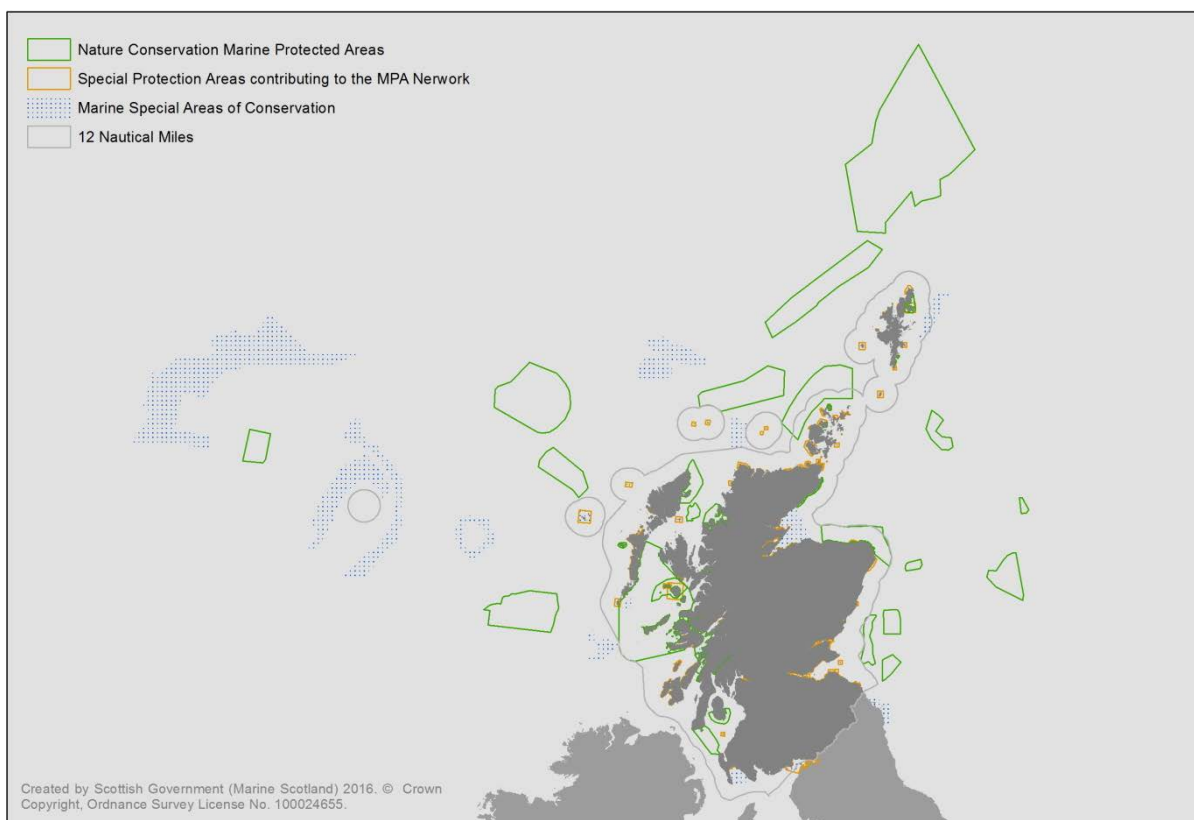 Nature Conservation Marine Protected Areas
Special Protection Areas contributing to the MPA Nerwork
Marine Special Areas of Conservation
12 Nautical Miles
Created by Scottish Government (Marine Scotland) 2016. © Crown
Copyright, Ordnance Survey License No. 100024655.